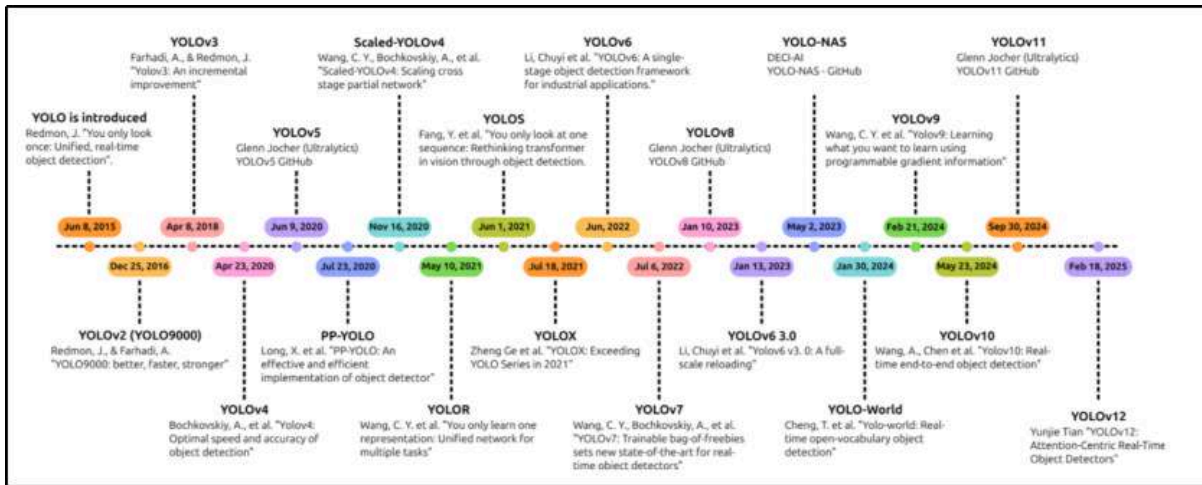 YOLOv3
Farhadi, A., & Redmon, J.
"Yolov3: An incremental
improvement"
Scaled-YOLOv4
Wang, C. Y., Bochkovskiy, A., et al.
"Scaled-YOLOv4: Scaling cross
stage partial network"
YOLOv6
Li, Chuyi et al. "YOLOv6: A single-
stage object detection framework
for industrial applications."
YOLO-NAS
DECI-AI
YOLO-NAS - GitHub
YOLOv11
Glenn Jocher (Ultralytics)
YOLOv11 GitHub
YOLO is introduced
Redmon, J. "You only look
once: Unified, real-time
object detection".
YOLOv5
Glenn Jocher (Ultralytics)
YOLOv5 GitHub
YOLOS
Fang, Y. et al. "You only look at one
sequence: Rethinking transformer
in vision through object detection.
YOLOv8
Glenn Jocher (Ultralytics)
YOLOv8 GitHub
YOLOv9
Wang, C. Y. et al. "Yolov9: Learning
what you want to learn using
programmable gradient information"
Jun 8, 2015
Apr 8, 2018
Jun 9, 2020
Nov 16, 2020
Jun 1, 2021
Jun, 2022
Jan 10, 2023
May 2, 2023
Feb 21, 2024
Sep 30, 2024
Dec 25, 2016
Apr 23, 2020
Jul 23, 2020
May 10, 2021
Jul 18, 2021
Jul 6, 2022
Jan 13, 2023
Jan 30, 2024
May 23, 2024
Feb 18, 2025
YOLOv2 (YOLO9000)
Redmon, J., & Farhadi, A.
"YOLO9000: better, faster, stronger"
PP-YOLO
Long, X. et al. "PP-YOLO: An
effective and efficient
implementation of object detector"
YOLOX
Zheng Ge et al. "YOLOX: Exceeding
YOLO Series in 2021"
YOLOv6 3.0
Li, Chuyi et al. "Yolov6 v3. 0: A full-
scale reloading"
YOLOv10
Wang, A., Chen et al. "Yolov10: Real-
time end-to-end object detection"
YOLOv4
Bochkovskiy, A., et al. "Yolov4:
Optimal speed and accuracy of
object detection"
YOLOR
Wang, C. Y. et al. "You only learn one
representation: Unified network for
multiple tasks"
YOLOv7
Wang, C. Y., Bochkovskiy, A., et al.
"YOLOv7: Trainable bag-of-freebies
sets new state-of-the-art for real-
time object detectors"
YOLO-World
Cheng, T. et al. "Yolo-world: Real-
time open-vocabulary object
detection"
YOLOv12
Yunjie Tian "YOLOv12:
Attention-Centric Real-Time
Object Detectors"